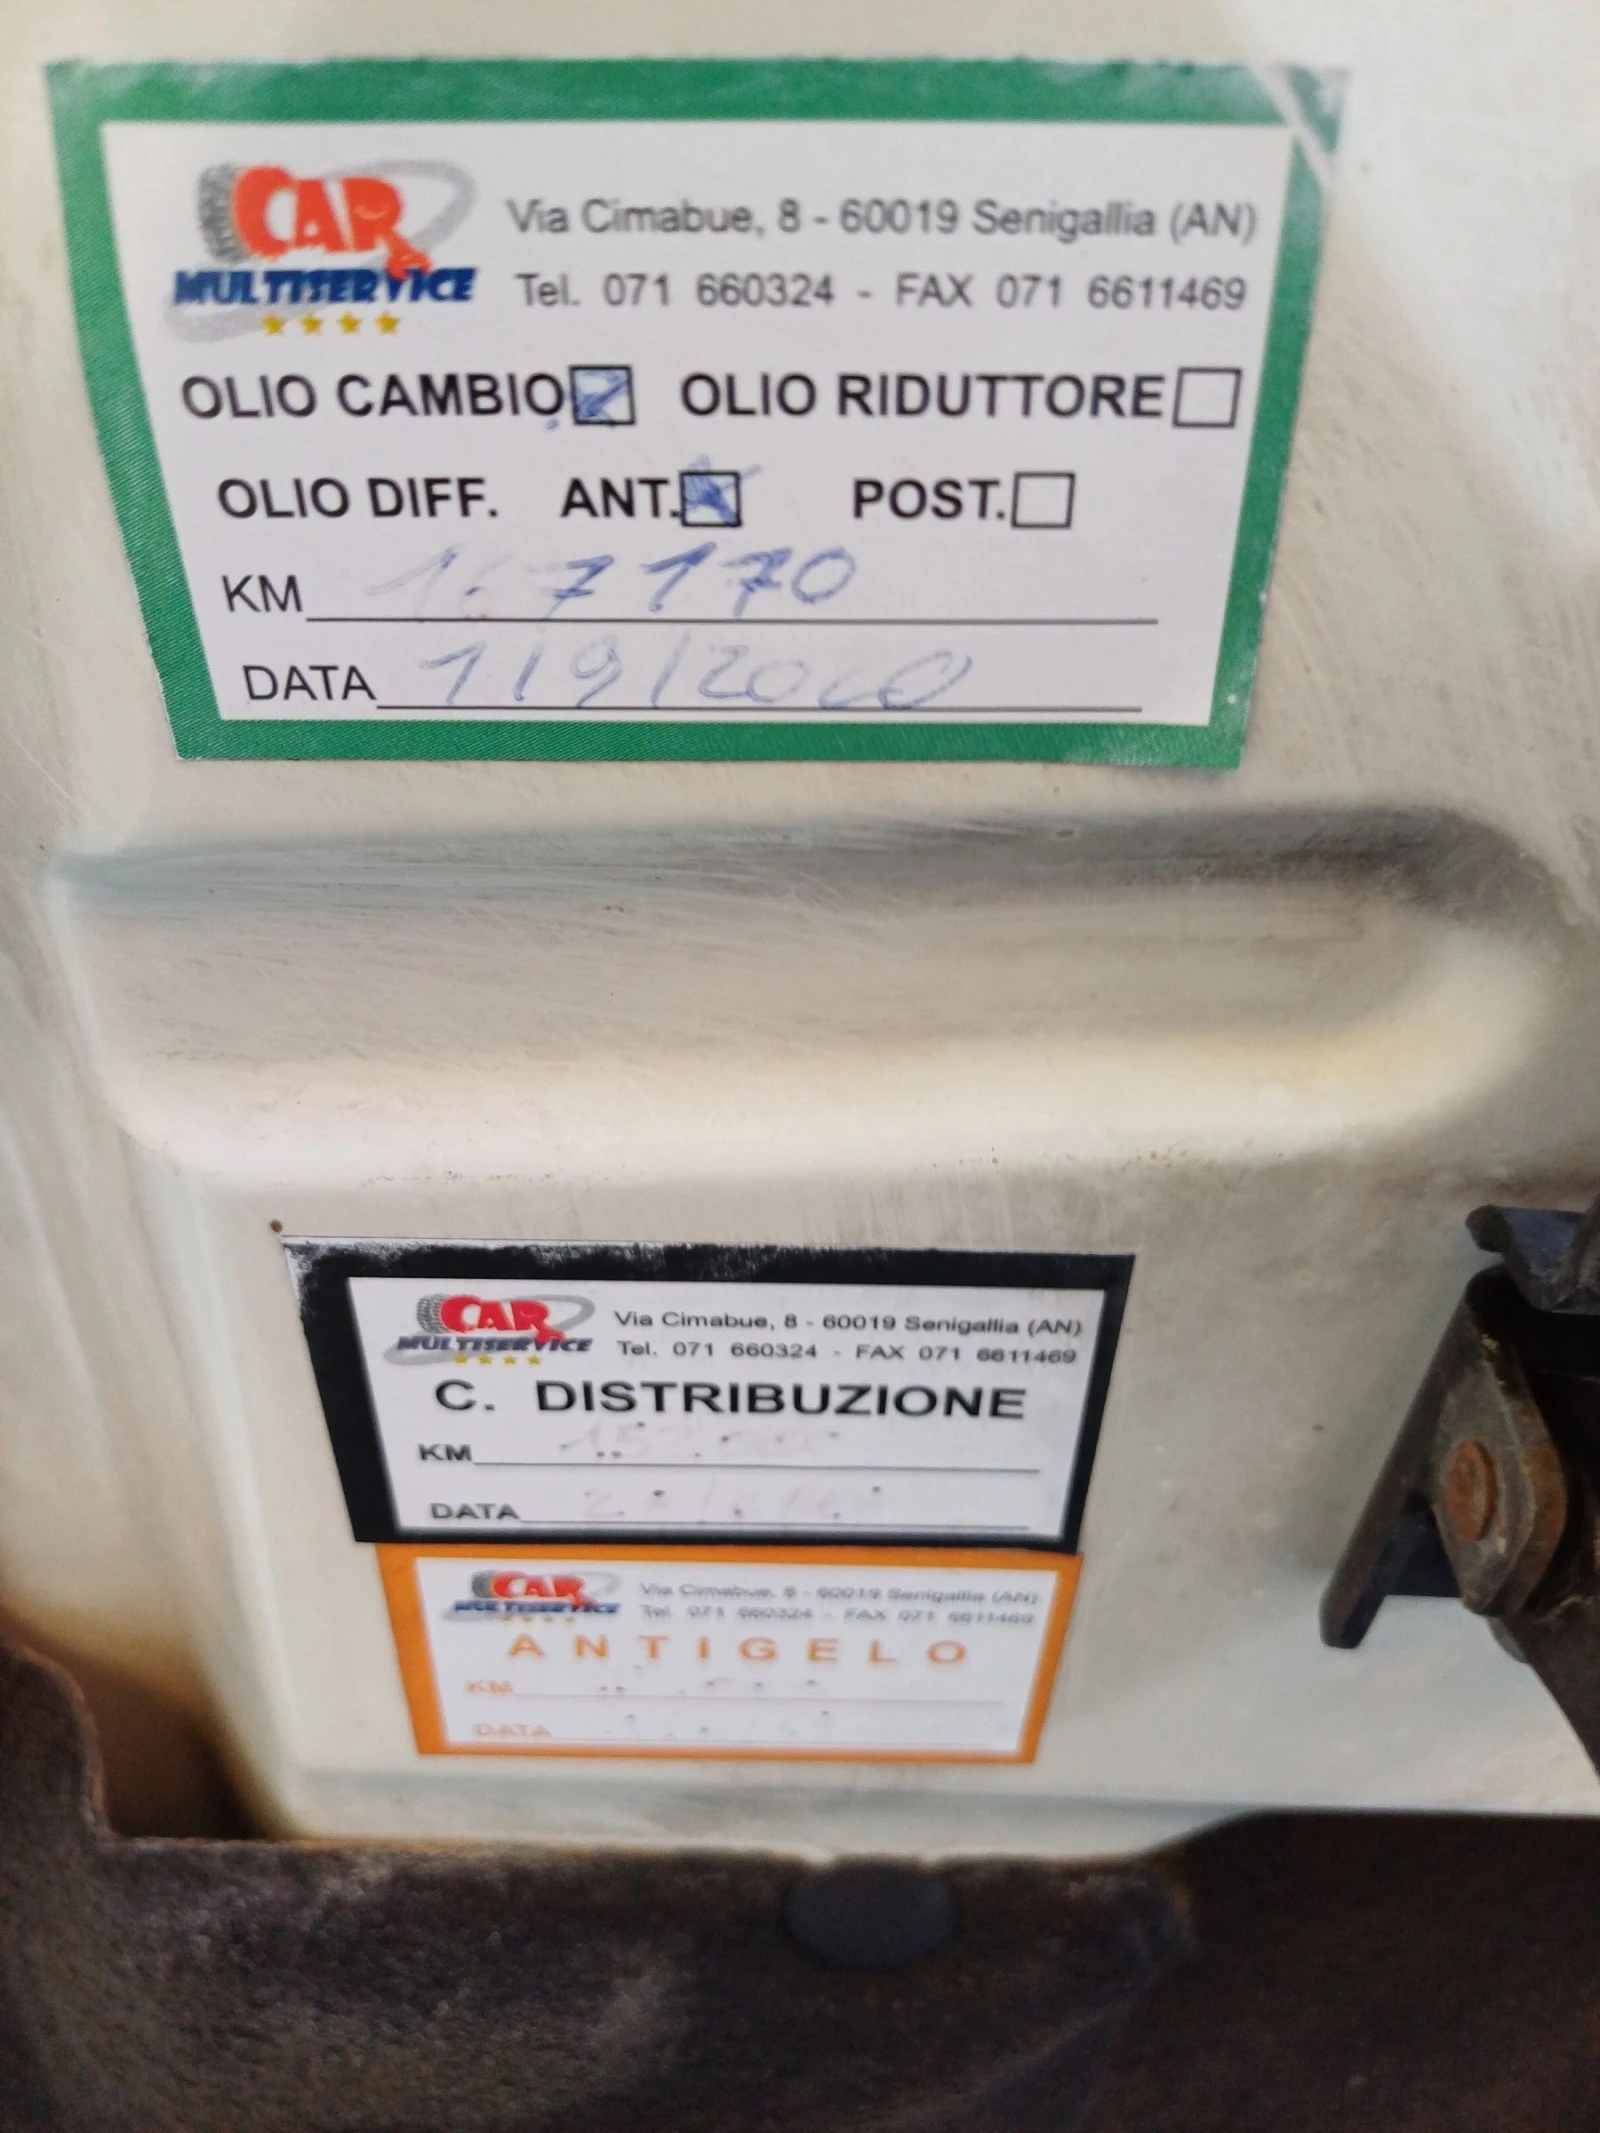 CAR
MULTISERVICE
Via Cimabue, 8 - 60019 Senigallia (AN)
Tel. 071 660324 - FAX 071 6611469
OLIO CAMBIO OLIO RIDUTTORE
OLIO DIFF. ANT. POST.
KM
DATA 1/9/2020
CAR
MULTISERVICE
Via Cimabue, 8 - 60019 Senigallia (AN)
Tel. 071 660324 - FAX 071 6611469
C. DISTRIBUZIONE
KM
DATA
CAR
MULTISERVICE
Via Cimabue, 8 - 60019 Senigallia (AN)
Tel. 071 660324 - FAX 071 6611469
ANTIGELO
KM
DATA